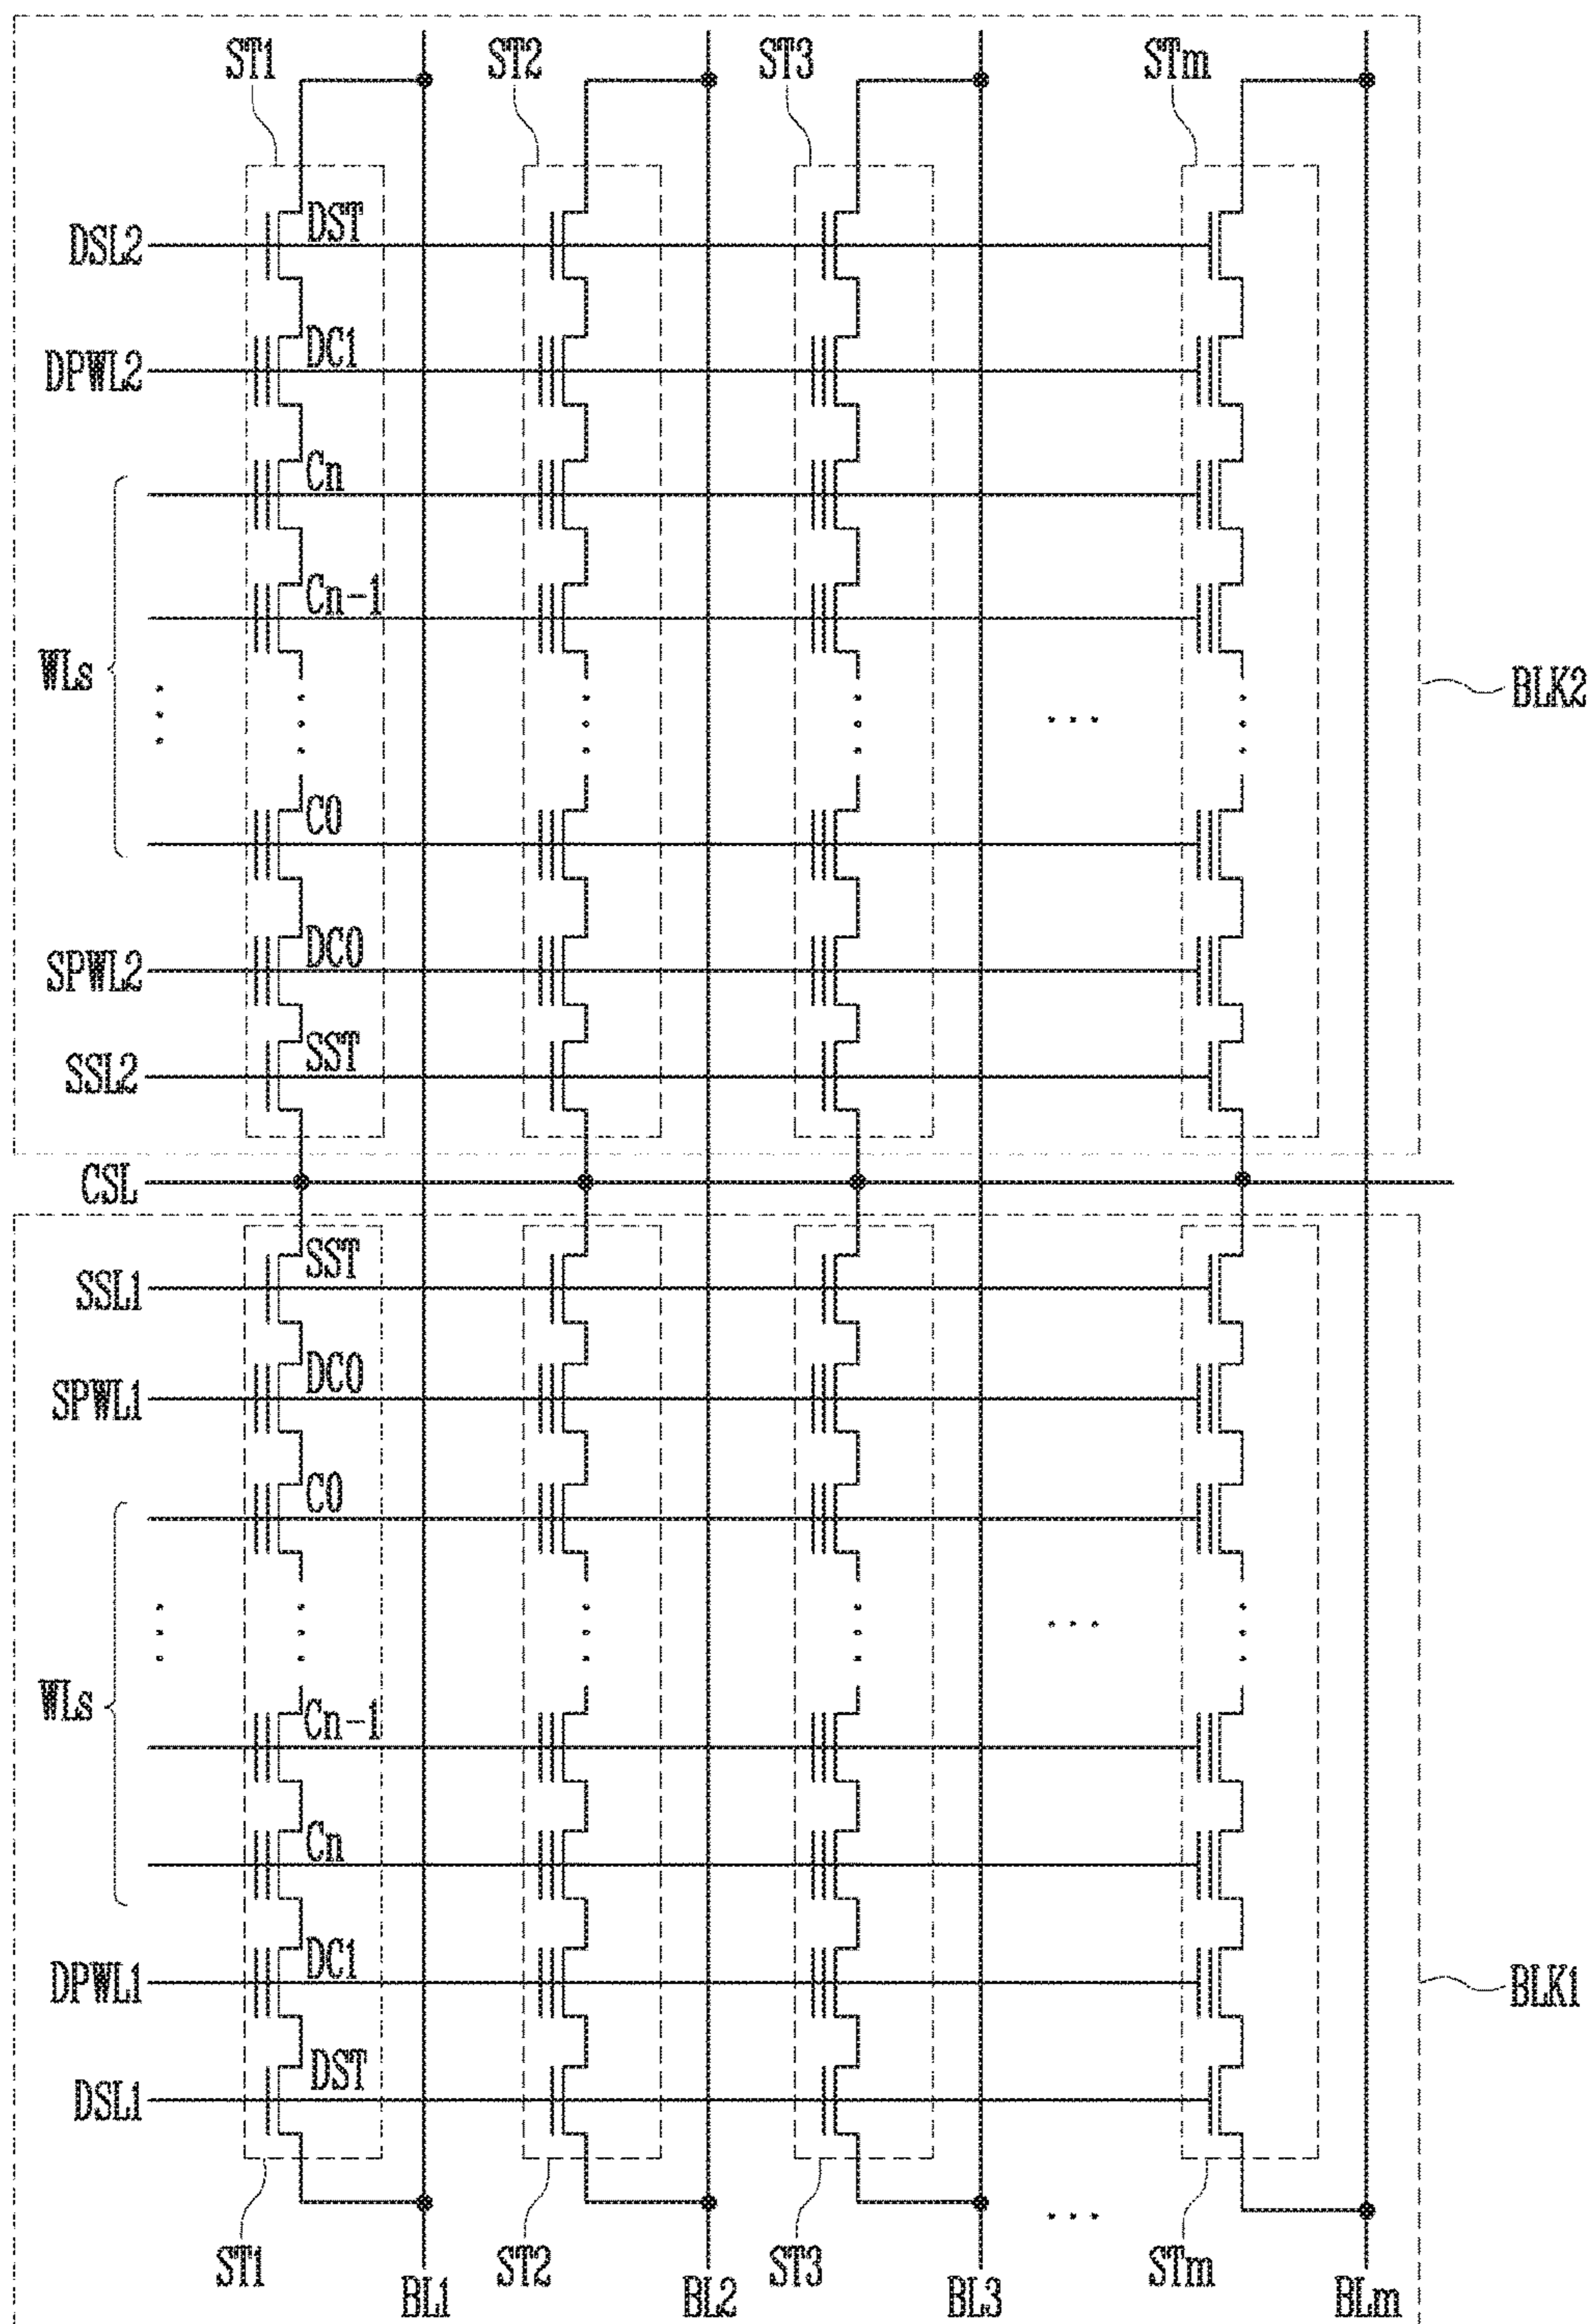 ST1 ST2 ST3 STm
DSL2 DST
DPWL2 DC1
Cn
Cn-1
WLs
BLK2
C0
SPWL2 DC0
SSL2 SST
CSL
SSL1 SST
SPWL1 DC0
C0
WLs
Cn-1
Cn
DPWL1 DC1
BLK1
DSL1 DST
ST1 ST2 ST3 STm
BL1 BL2 BL3 BLm